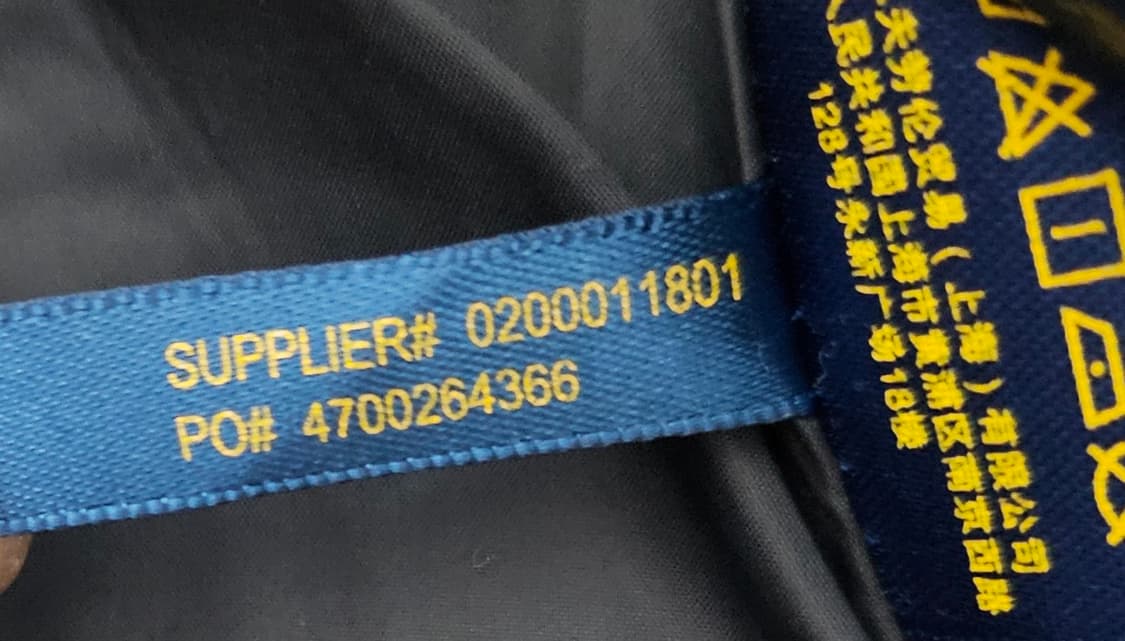 SUPPLIER# 0200011801
PO# 4700264366
夫劳伦贸易(上海)有限公司
人民共和国上海市黄浦区南京西路
128号永新广场18楼